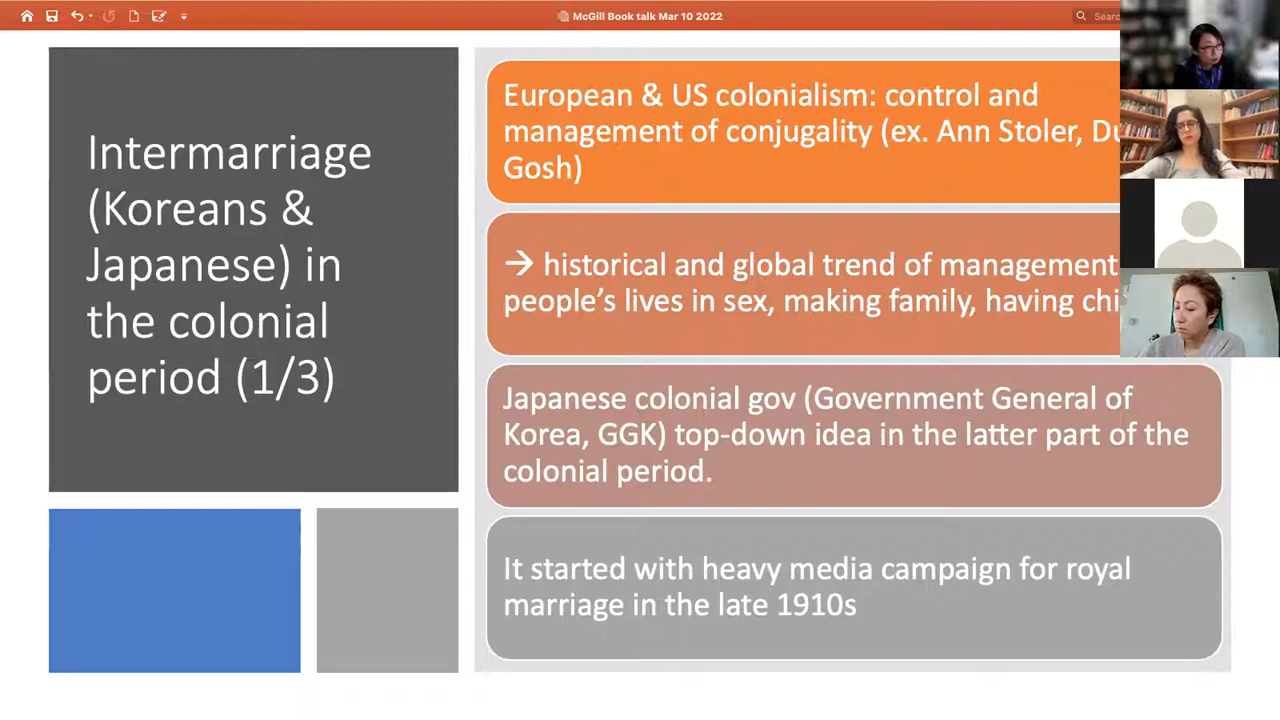 McGill Book talk Mar 10 2022
Intermarriage
(Koreans &
Japanese) in
the colonial
period (1/3)
European & US colonialism: control and
management of conjugality (ex. Ann Stoler,
Gosh)
→ historical and global trend of management
people's lives in sex, making family, having
Japanese colonial gov (Government General of
Korea, GGK) top-down idea in the latter part of the
colonial period.
It started with heavy media campaign for royal
marriage in the late 1910s